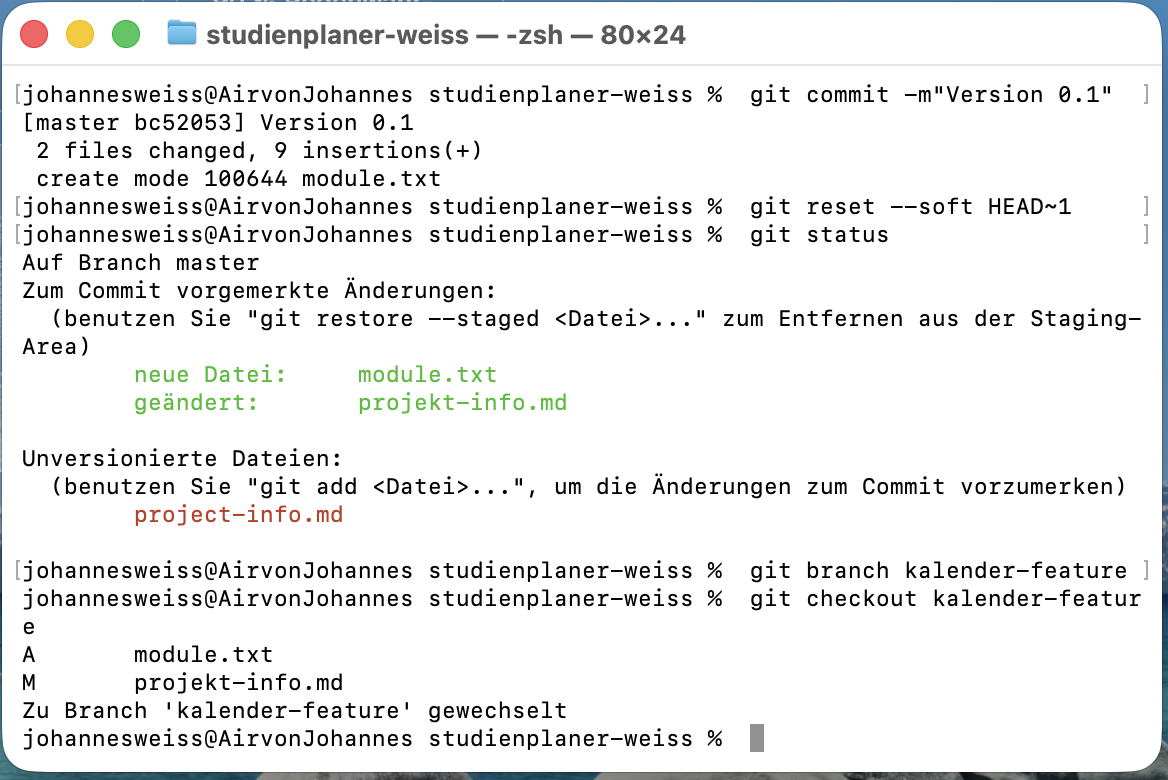 studienplaner-weiss — -zsh — 80×24
[johannesweiss@AirvonJohannes studienplaner-weiss %  git commit -m"Version 0.1"  ]
[master bc52053] Version 0.1
 2 files changed, 9 insertions(+)
 create mode 100644 module.txt
[johannesweiss@AirvonJohannes studienplaner-weiss %  git reset --soft HEAD~1     ]
[johannesweiss@AirvonJohannes studienplaner-weiss %  git status                  ]
Auf Branch master
Zum Commit vorgemerkte Änderungen:
  (benutzen Sie "git restore --staged <Datei>..." zum Entfernen aus der Staging-
Area)
        neue Datei:     module.txt
        geändert:       projekt-info.md

Unversionierte Dateien:
  (benutzen Sie "git add <Datei>...", um die Änderungen zum Commit vorzumerken)
        project-info.md

[johannesweiss@AirvonJohannes studienplaner-weiss %  git branch kalender-feature ]
johannesweiss@AirvonJohannes studienplaner-weiss %  git checkout kalender-featur
e
A       module.txt
M       projekt-info.md
Zu Branch 'kalender-feature' gewechselt
johannesweiss@AirvonJohannes studienplaner-weiss %